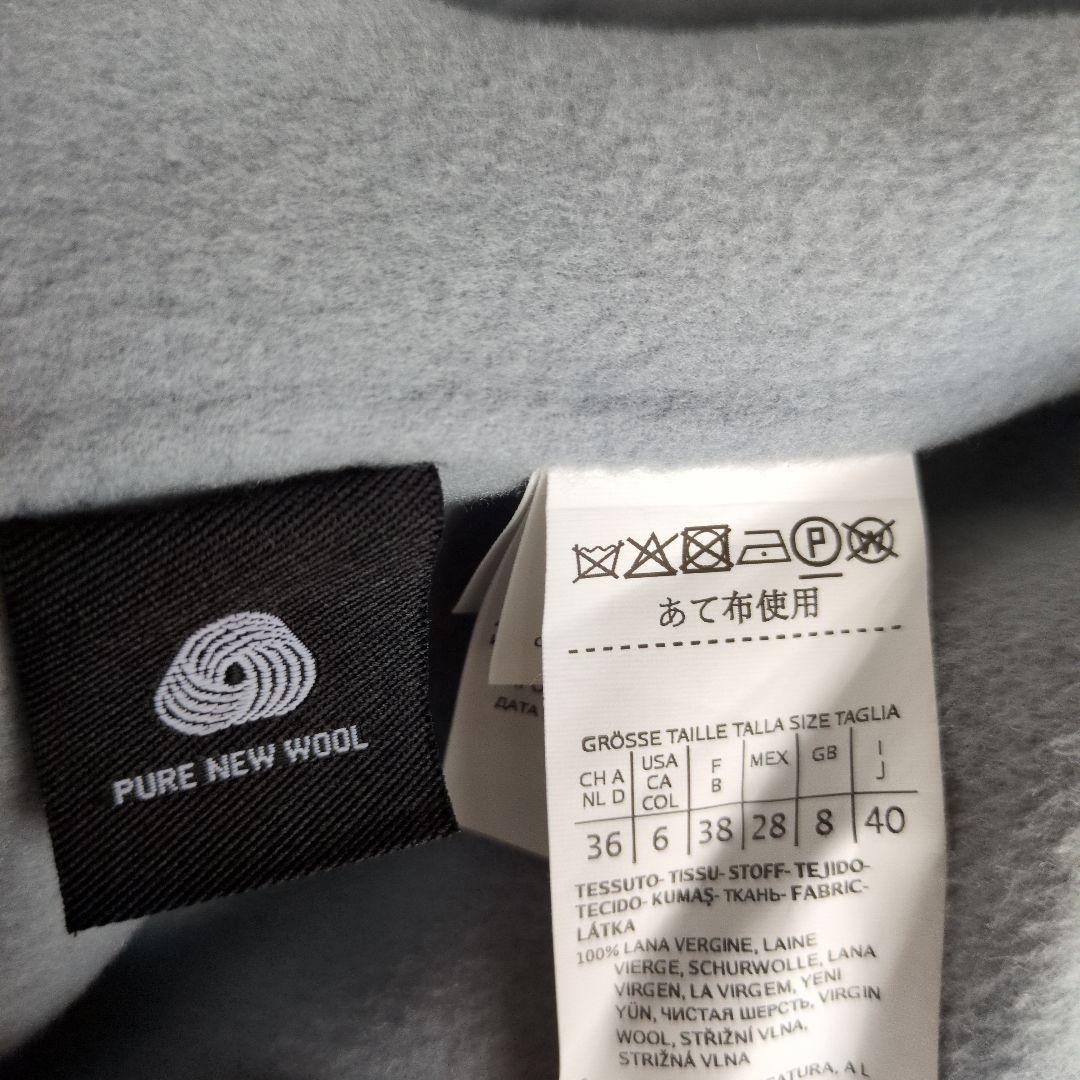 PURE NEW WOOL
P
W
あて布使用
GRÖSSE TAILLE TALLA SIZE TAGLIA
CH A
NL D
USA
CA
COL
F
B
MEX
GB
I
J
36 6 38 28 8 40
TESSUTO- TISSU- STOFF- TEJIDO-
TECIDO- KUMAŞ- ТКАНЬ- FABRIC-
LÁTKA
100% LANA VERGINE, LAINE
VIERGE, SCHURWOLLE, LANA
VIRGEN, LA VIRGEM, YENI
YÜN, ЧИСТАЯ ШЕРСТЬ, VIRGIN
WOOL, STŘIŽNÍ VLNA,
STRIŽNÁ VLNA
A L
ДАТА